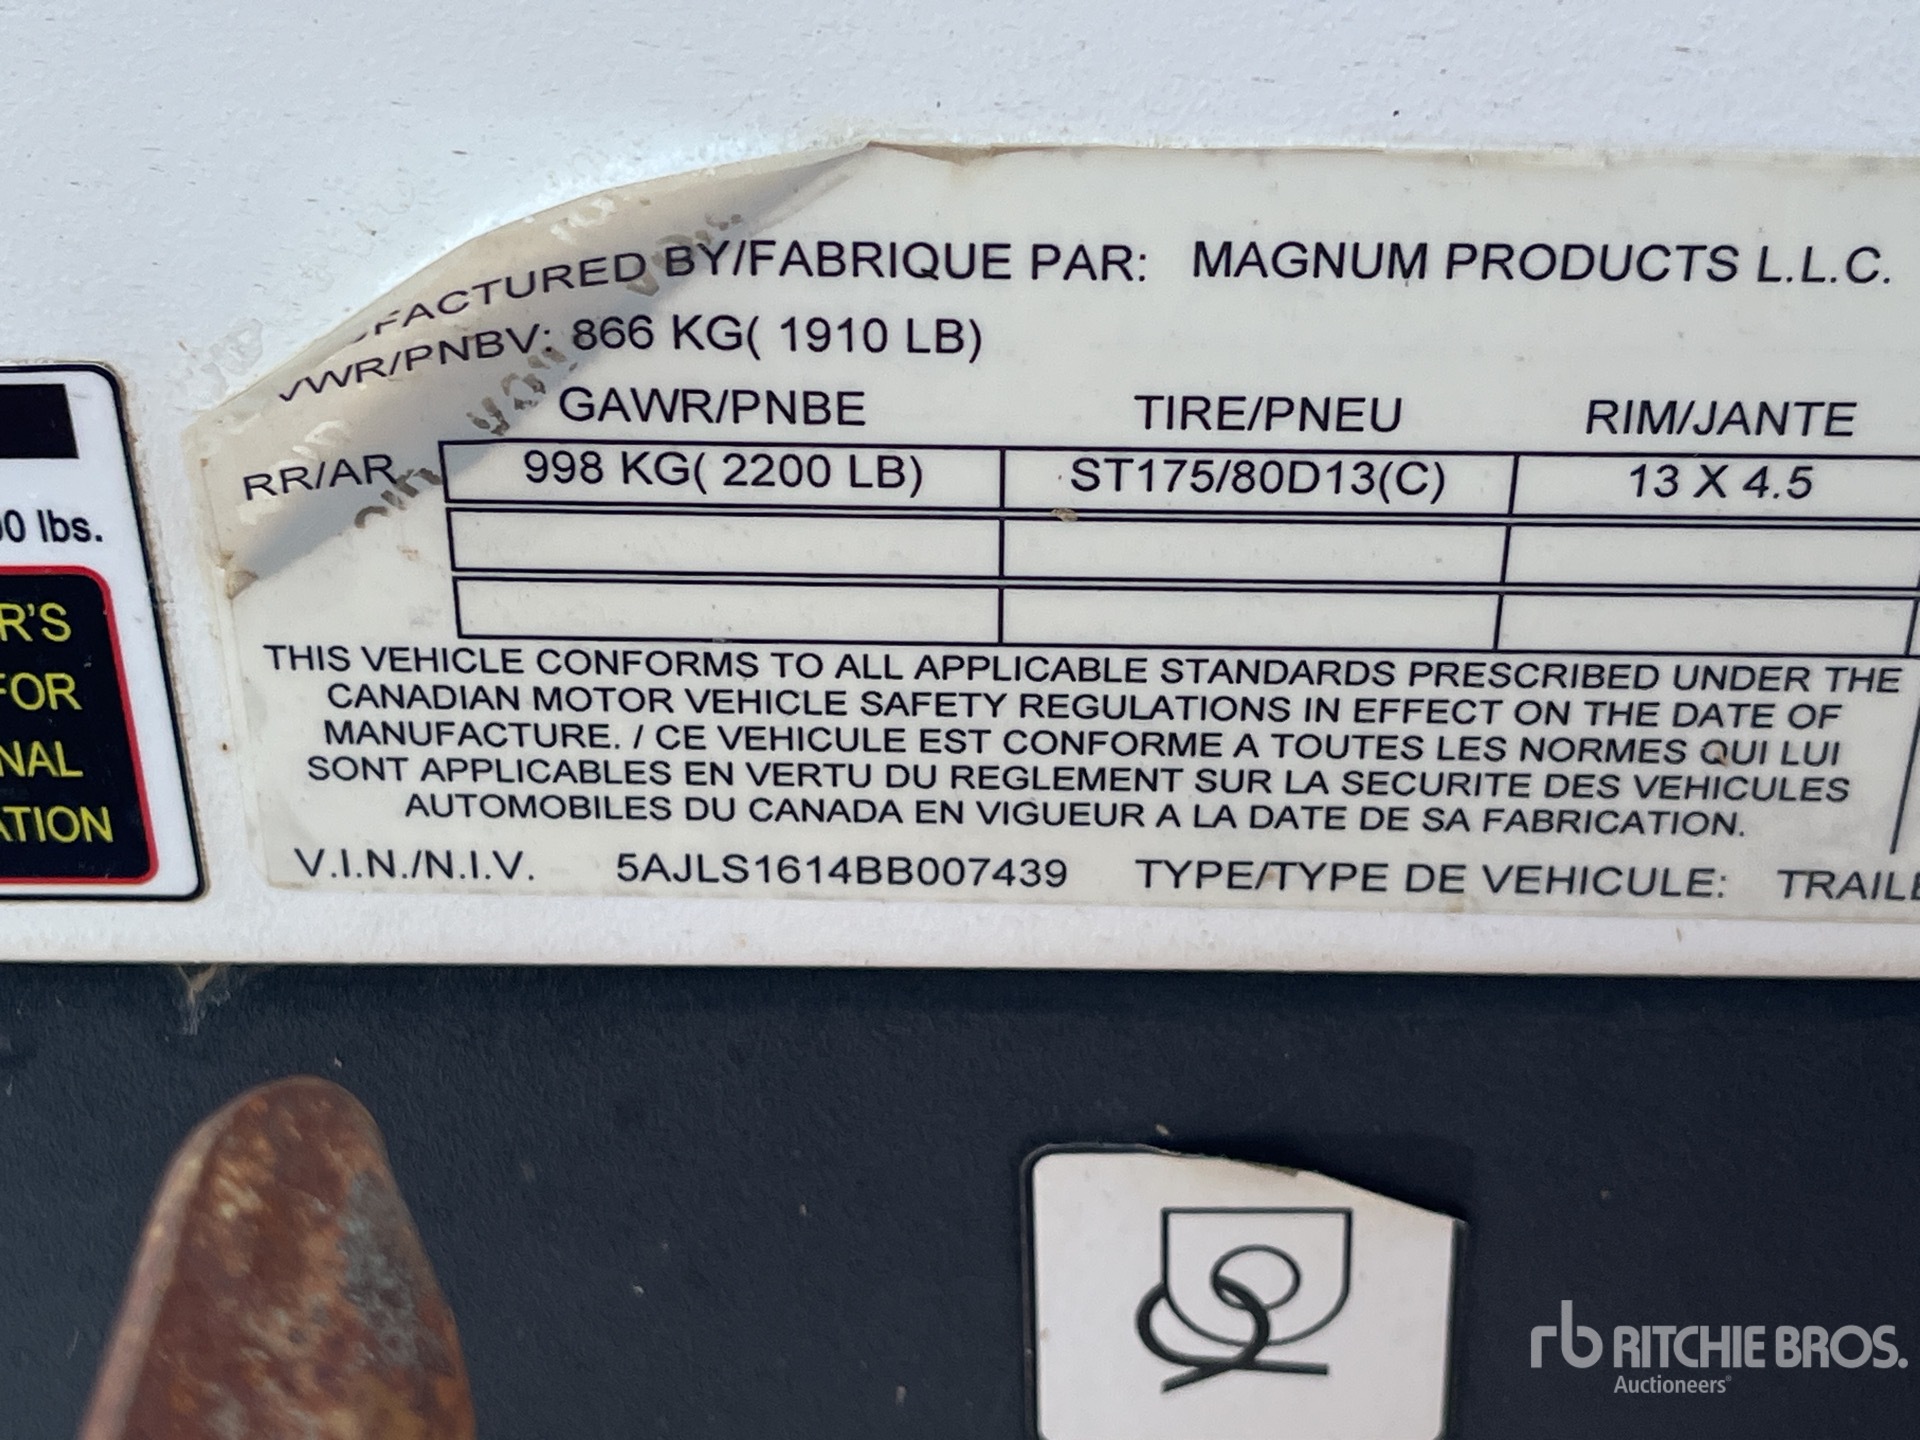 FACTURED BY/FABRIQUE PAR: MAGNUM PRODUCTS L.L.C.
VWR/PNBV: 866 KG( 1910 LB)
GAWR/PNBE TIRE/PNEU RIM/JANTE
RR/AR 998 KG( 2200 LB) ST175/80D13(C) 13 X 4.5
THIS VEHICLE CONFORMS TO ALL APPLICABLE STANDARDS PRESCRIBED UNDER THE
CANADIAN MOTOR VEHICLE SAFETY REGULATIONS IN EFFECT ON THE DATE OF
MANUFACTURE. / CE VEHICULE EST CONFORME A TOUTES LES NORMES QUI LUI
SONT APPLICABLES EN VERTU DU REGLEMENT SUR LA SECURITE DES VEHICULES
AUTOMOBILES DU CANADA EN VIGUEUR A LA DATE DE SA FABRICATION.
V.I.N./N.I.V. 5AJLS1614BB007439 TYPE/TYPE DE VEHICULE: TRAILE
0 lbs.
R'S
FOR
NAL
ATION
rb RITCHIE BROS.
Auctioneers